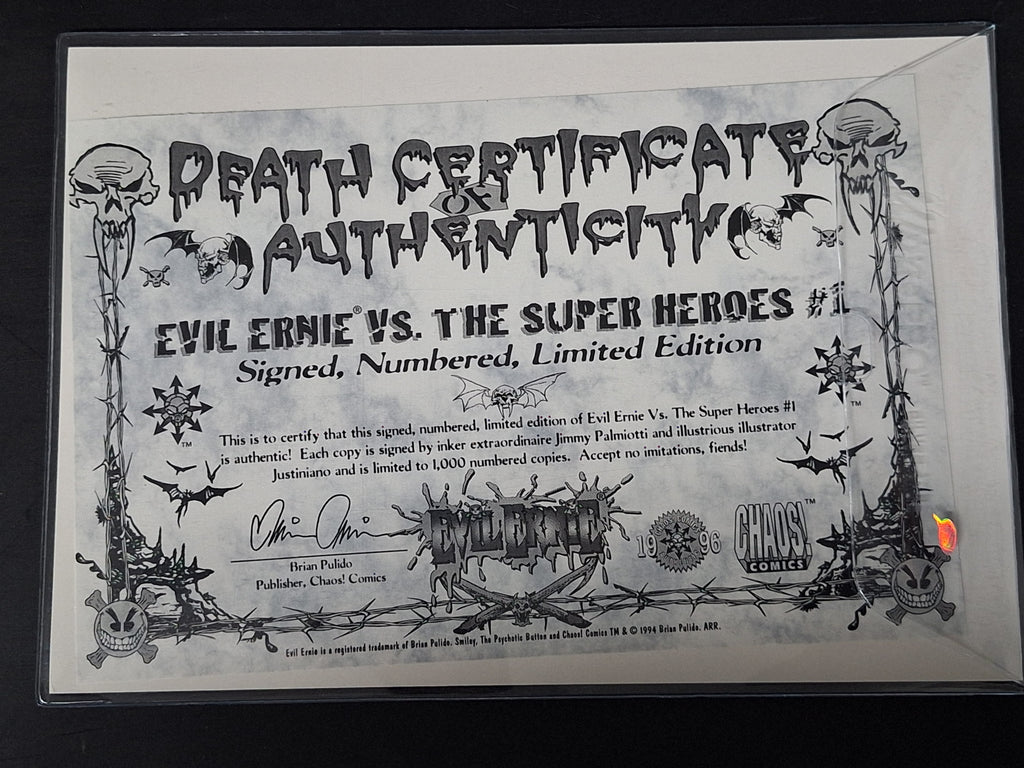 DEATH CERTIFICATE
OF
AUTHENTICITY
EVIL ERNIE® VS. THE SUPER HEROES #1
Signed, Numbered, Limited Edition
TM
TM
This is to certify that this signed, numbered, limited edition of Evil Ernie Vs. The Super Heroes #1
is authentic! Each copy is signed by inker extraordinaire Jimmy Palmiotti and illustrious illustrator
Justiniano and is limited to 1,000 numbered copies. Accept no imitations, fiends!
EVIL ERNIE®
1996
CHAOS!™
COMICS
Brian Pulido
Publisher, Chaos! Comics
Evil Ernie is a registered trademark of Brian Pulido. Smiley, The Psychotic Button and Chaos! Comics TM & © 1994 Brian Pulido. ARR.